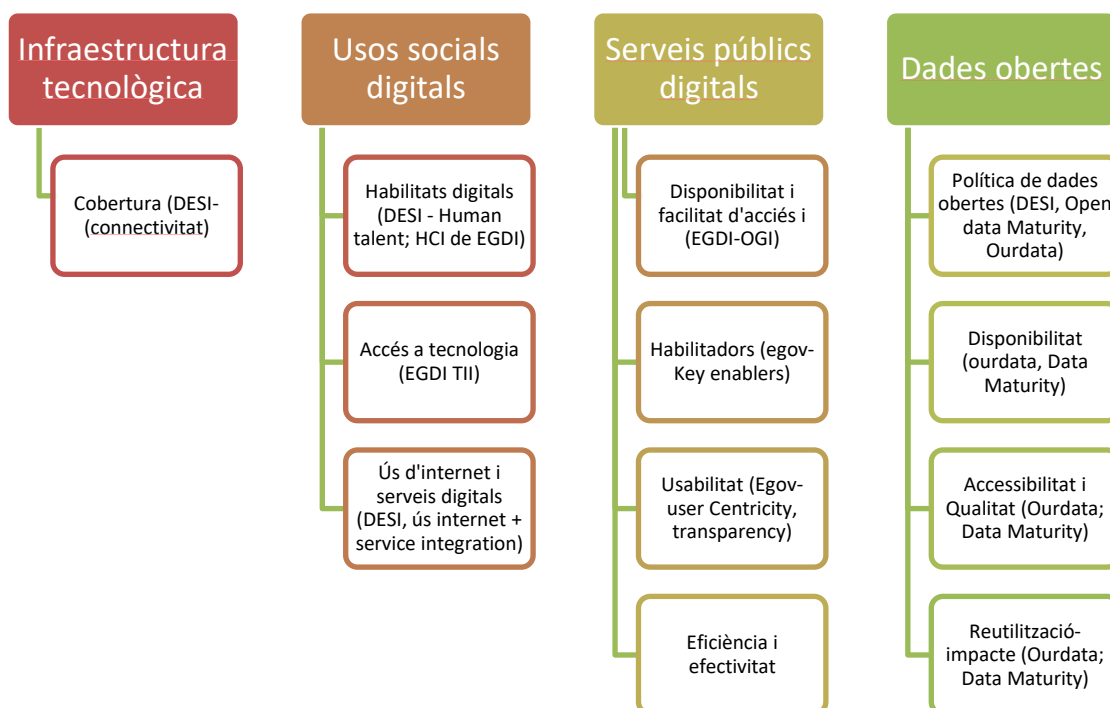 Infraestructura
tecnològica
Cobertura (DESI-
(connectivitat)
Usos socials
digitals
Habilitats digitals
(DESI - Human
talent; HCI de EGDI)
Accés a tecnologia
(EGDI TII)
Ús d'internet i
serveis digitals
(DESI, ús internet +
service integration)
Serveis públics
digitals
Disponibilitat i
facilitat d'acciés i
(EGDI-OGI)
Habilitadors (egov-
Key enablers)
Usabilitat (Egov-
user Centricity,
transparency)
Eficiència i
efectivitat
Dades obertes
Política de dades
obertes (DESI, Open
data Maturity,
Ourdata)
Disponibilitat
(ourdata, Data
Maturity)
Accessibilitat i
Qualitat (Ourdata;
Data Maturity)
Reutilització-
impacte (Ourdata;
Data Maturity)